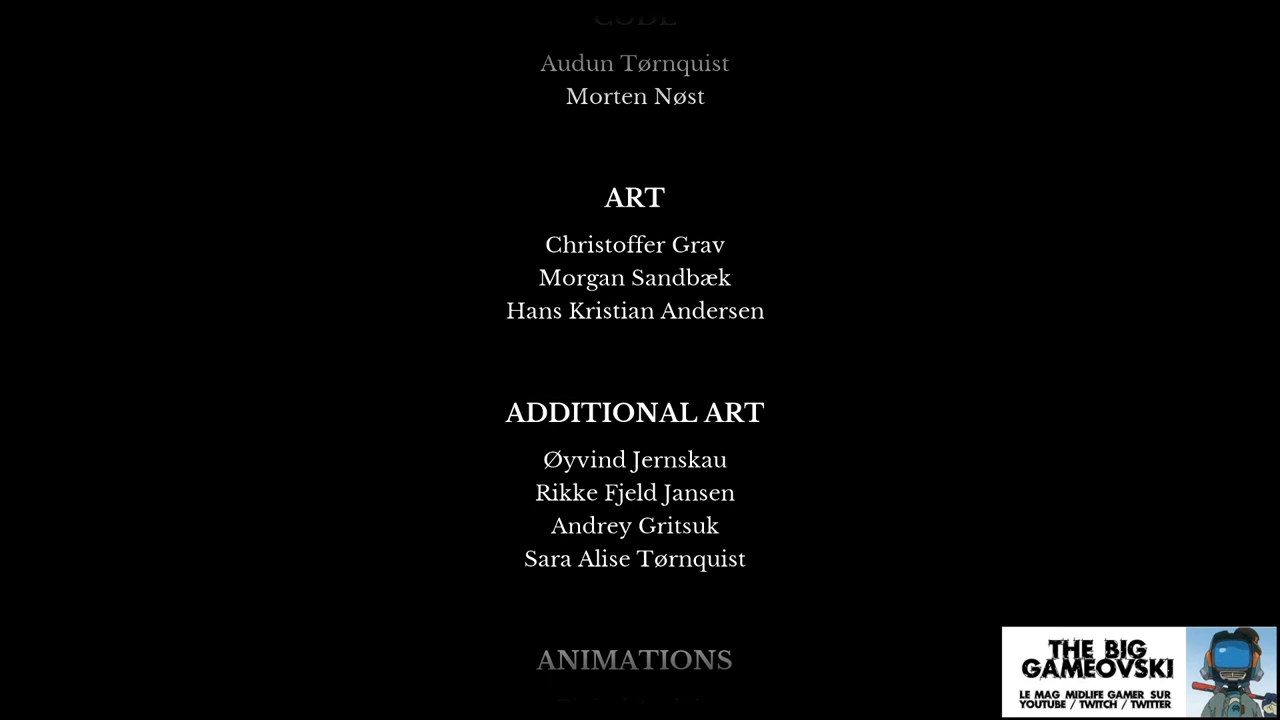 CODE
Audun Tørnquist
Morten Nøst
ART
Christoffer Grav
Morgan Sandbæk
Hans Kristian Andersen
ADDITIONAL ART
Øyvind Jernskau
Rikke Fjeld Jansen
Andrey Gritsuk
Sara Alise Tørnquist
ANIMATIONS
THE BIG
GAMEOVSKI
LE MAG MIDLIFE GAMER SUR
YOUTUBE / TWITCH / TWITTER